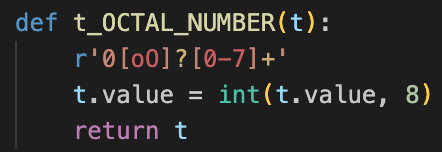 def t_OCTAL_NUMBER(t):
    r'0[oO]?[0-7]+'
    t.value = int(t.value, 8)
    return t